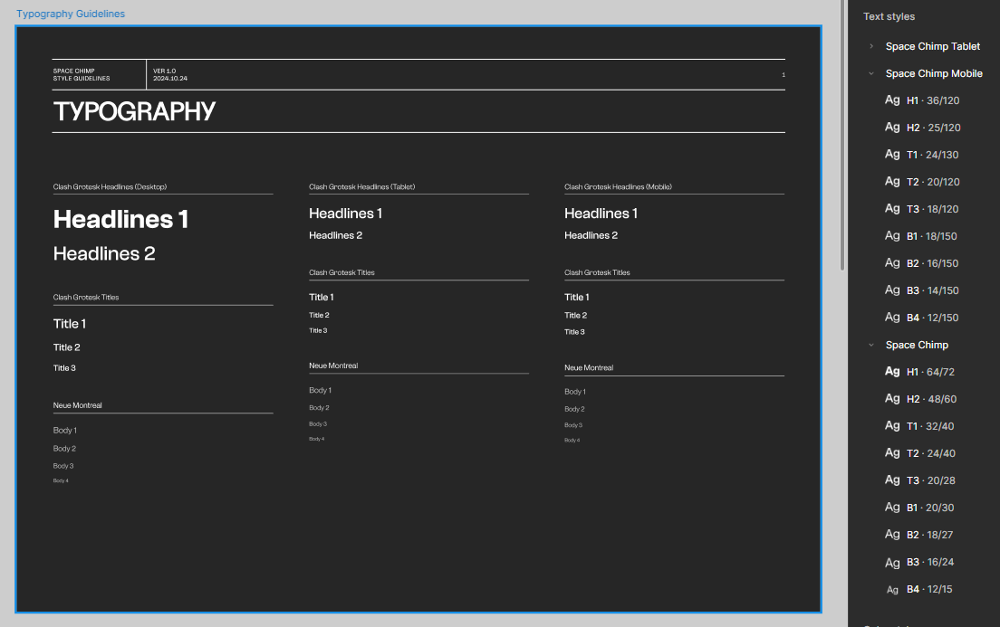 Typography Guidelines
SPACE CHIMP
STYLE GUIDELINES
VER 1.0
2024.10.24
1
TYPOGRAPHY
Clash Grotesk Headlines (Desktop)
Headlines 1
Headlines 2
Clash Grotesk Titles
Title 1
Title 2
Title 3
Neue Montreal
Body 1
Body 2
Body 3
Body 4
Clash Grotesk Headlines (Tablet)
Headlines 1
Headlines 2
Clash Grotesk Titles
Title 1
Title 2
Title 3
Neue Montreal
Body 1
Body 2
Body 3
Body 4
Clash Grotesk Headlines (Mobile)
Headlines 1
Headlines 2
Clash Grotesk Titles
Title 1
Title 2
Title 3
Neue Montreal
Body 1
Body 2
Body 3
Body 4
Text styles
Space Chimp Tablet
Space Chimp Mobile
Ag H1 · 36/120
Ag H2 · 25/120
Ag T1 · 24/130
Ag T2 · 20/120
Ag T3 · 18/120
Ag B1 · 18/150
Ag B2 · 16/150
Ag B3 · 14/150
Ag B4 · 12/150
Space Chimp
Ag H1 · 64/72
Ag H2 · 48/60
Ag T1 · 32/40
Ag T2 · 24/40
Ag T3 · 20/28
Ag B1 · 20/30
Ag B2 · 18/27
Ag B3 · 16/24
Ag B4 · 12/15